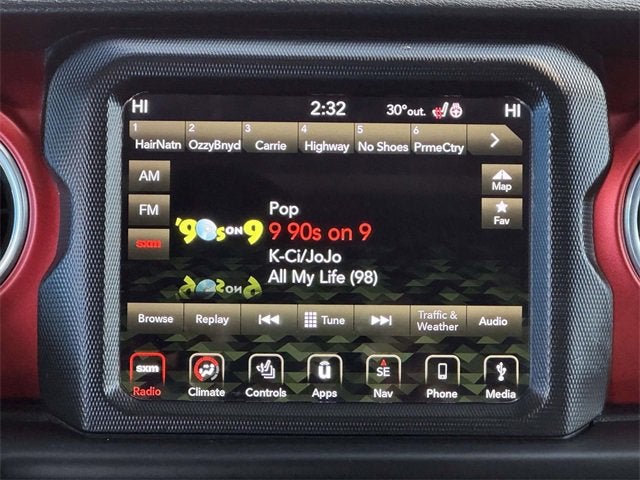 HI 2:32 30°out. HI
1 2 3 4 5 6
HairNatn OzzyBnyd Carrie Highway No Shoes PrmeCtry
AM
Map
FM
Fav
sxm
'90s ON 9
Pop
9 90s on 9
K-Ci/JoJo
All My Life (98)
Browse Replay Tune Traffic & Weather Audio
sxm ü A SE
Radio Climate Controls Apps Nav Phone Media